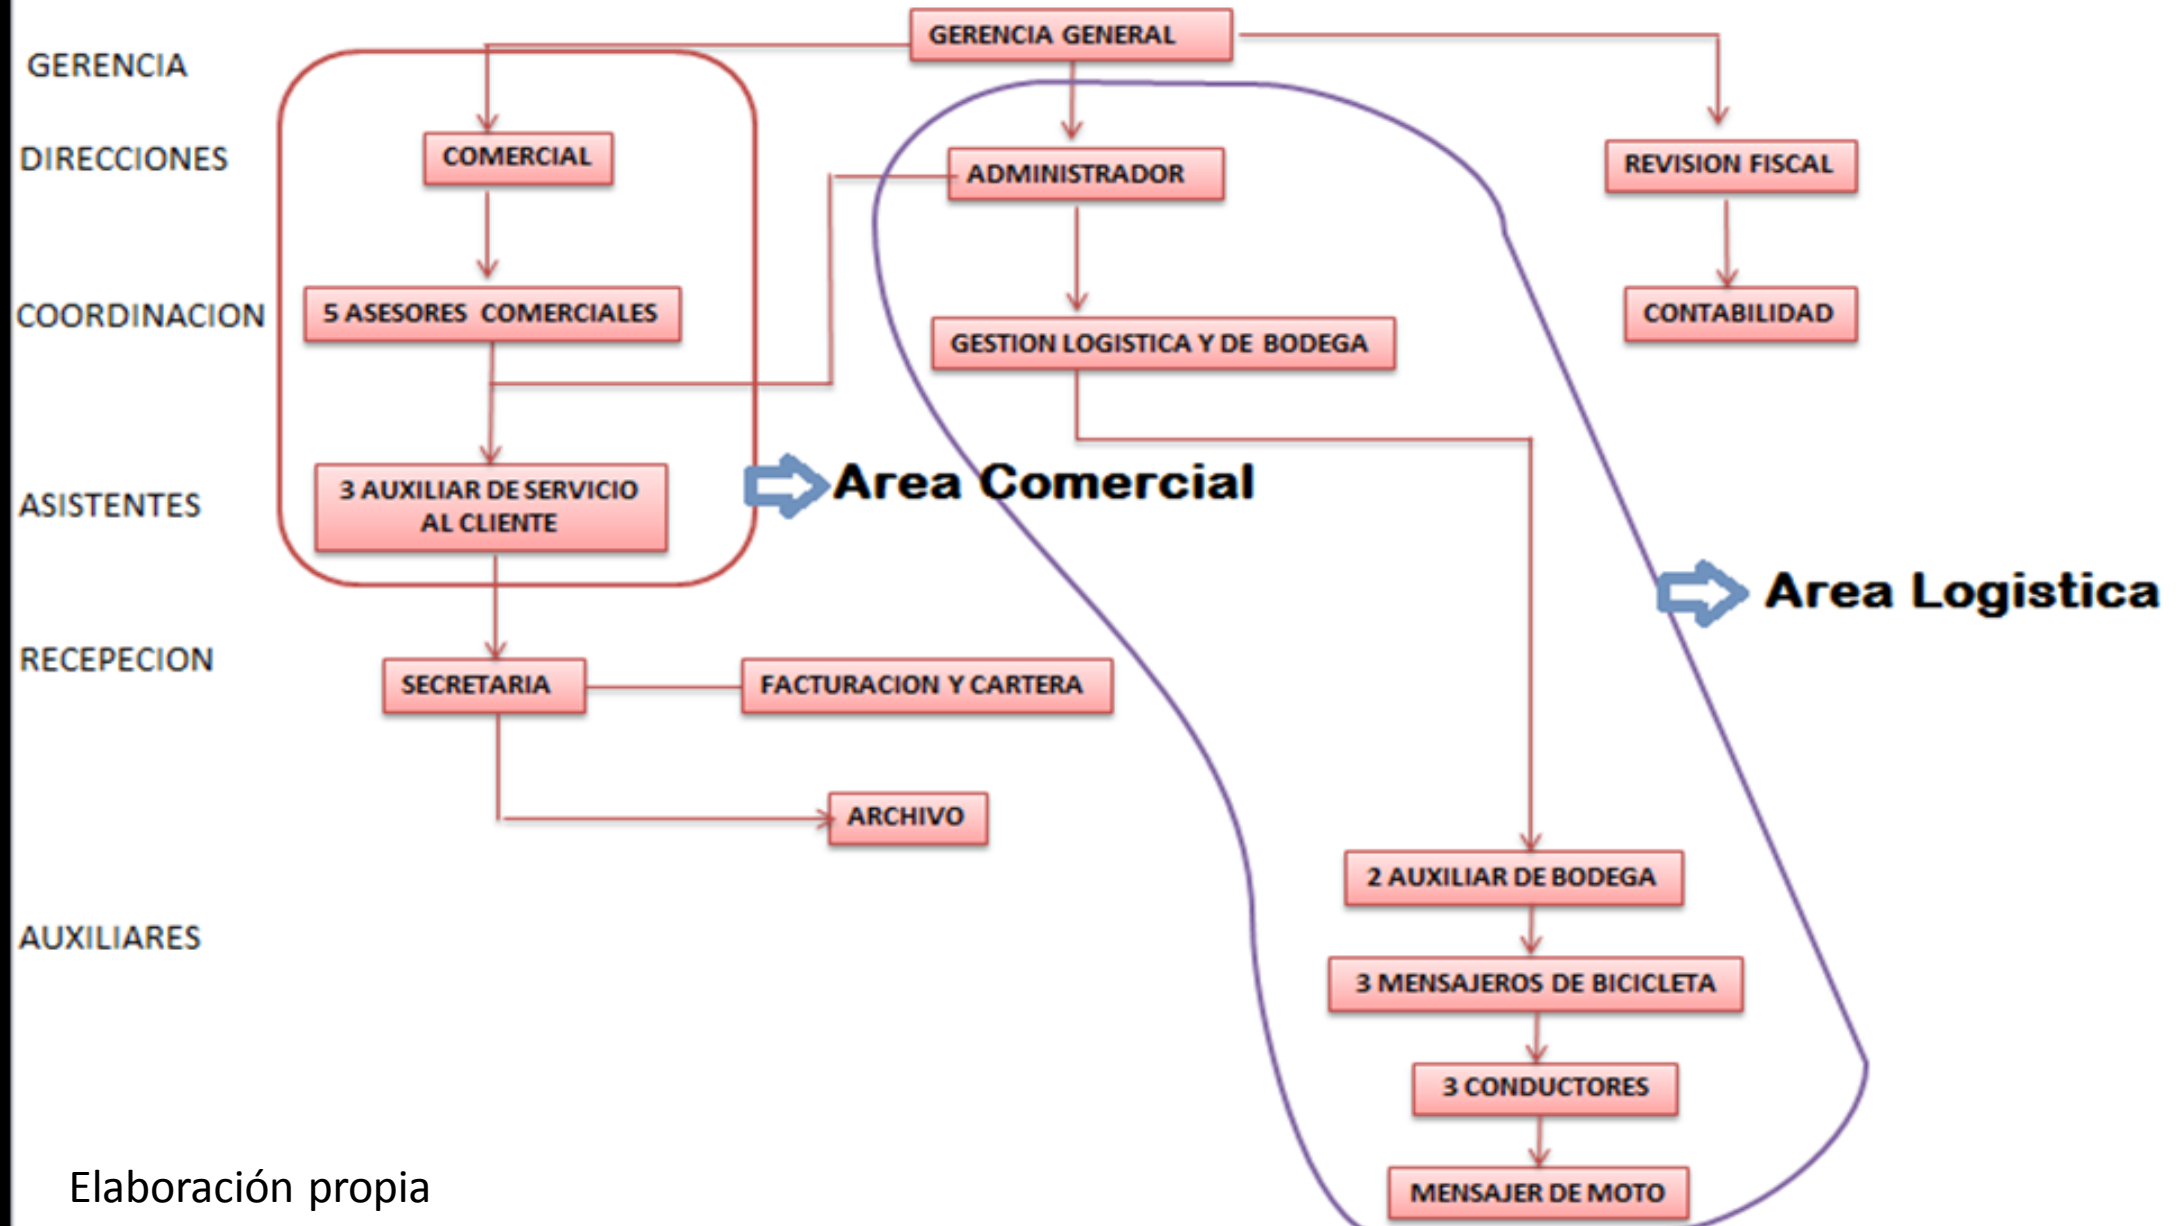 GERENCIA GENERAL
GERENCIA
DIRECCIONES
COMERCIAL
ADMINISTRADOR
REVISION FISCAL
COORDINACION
5 ASESORES COMERCIALES
GESTION LOGISTICA Y DE BODEGA
CONTABILIDAD
ASISTENTES
3 AUXILIAR DE SERVICIO
AL CLIENTE
Area Comercial
Area Logistica
RECEPECION
SECRETARIA
FACTURACION Y CARTERA
ARCHIVO
2 AUXILIAR DE BODEGA
AUXILIARES
3 MENSAJEROS DE BICICLETA
3 CONDUCTORES
MENSAJER DE MOTO
Elaboración propia